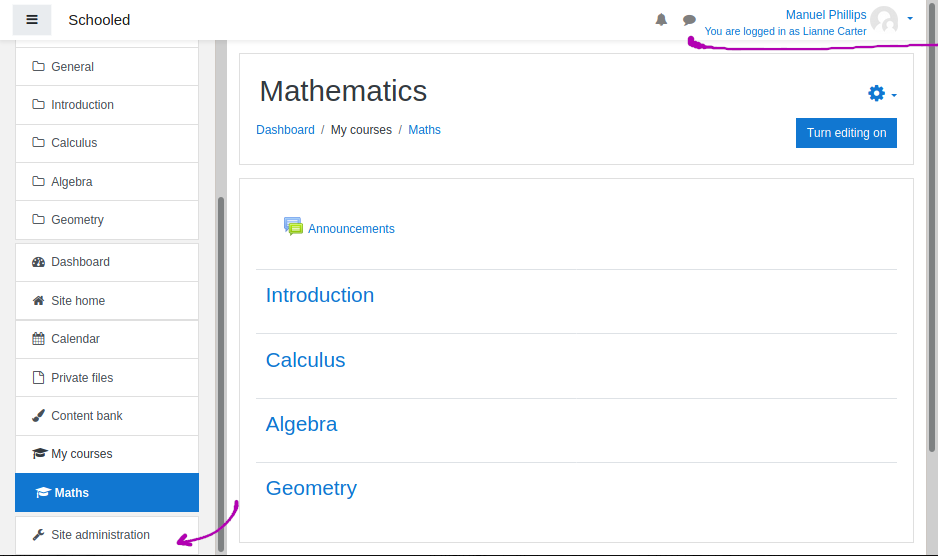 Schooled
Manuel Phillips
You are logged in as Lianne Carter
General
Introduction
Calculus
Algebra
Geometry
Dashboard
Site home
Calendar
Private files
Content bank
My courses
Maths
Site administration
Mathematics
Dashboard / My courses / Maths
Turn editing on
Announcements
Introduction
Calculus
Algebra
Geometry